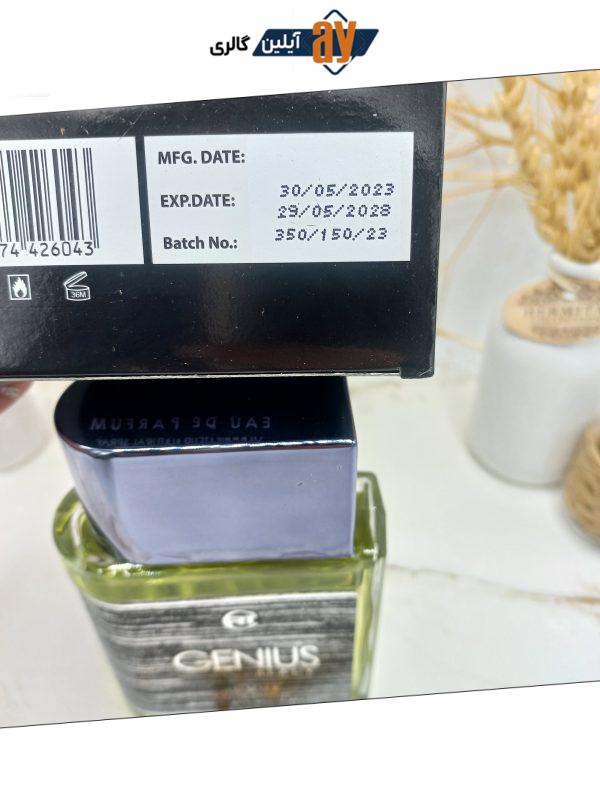 آیلین گالری
ay
MFG. DATE:
30/05/2023
EXP.DATE:
29/05/2028
Batch No.:
350/150/23
74 426043
36M
EAU DE PARFUM
GENIUS